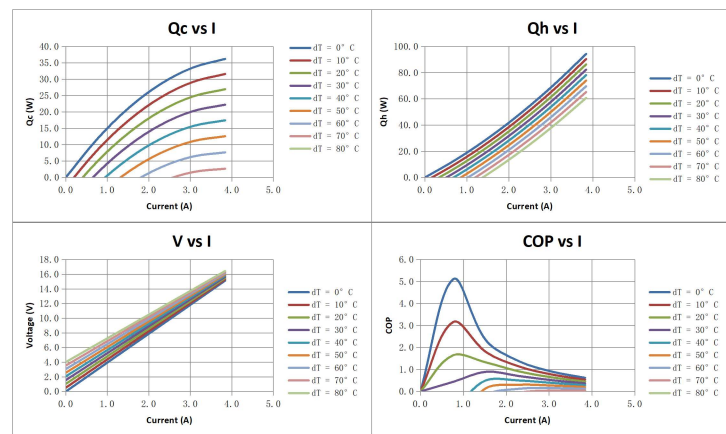 Qc vs I
40.0
35.0
30.0
25.0
20.0
15.0
10.0
5.0
0.0
Qc (W)
0.0 1.0 2.0 3.0 4.0 5.0
Current (A)
dT = 0° C
dT = 10° C
dT = 20° C
dT = 30° C
dT = 40° C
dT = 50° C
dT = 60° C
dT = 70° C
dT = 80° C
Qh vs I
100.0
80.0
60.0
40.0
20.0
0.0
Qh (W)
0.0 1.0 2.0 3.0 4.0 5.0
Current (A)
dT = 0° C
dT = 10° C
dT = 20° C
dT = 30° C
dT = 40° C
dT = 50° C
dT = 60° C
dT = 70° C
dT = 80° C
V vs I
18.0
16.0
14.0
12.0
10.0
8.0
6.0
4.0
2.0
0.0
Voltage (V)
0.0 1.0 2.0 3.0 4.0 5.0
Current (A)
dT = 0° C
dT = 10° C
dT = 20° C
dT = 30° C
dT = 40° C
dT = 50° C
dT = 60° C
dT = 70° C
dT = 80° C
COP vs I
6.0
5.0
4.0
3.0
2.0
1.0
0.0
COP
0.0 1.0 2.0 3.0 4.0 5.0
Current (A)
dT = 0° C
dT = 10° C
dT = 20° C
dT = 30° C
dT = 40° C
dT = 50° C
dT = 60° C
dT = 70° C
dT = 80° C